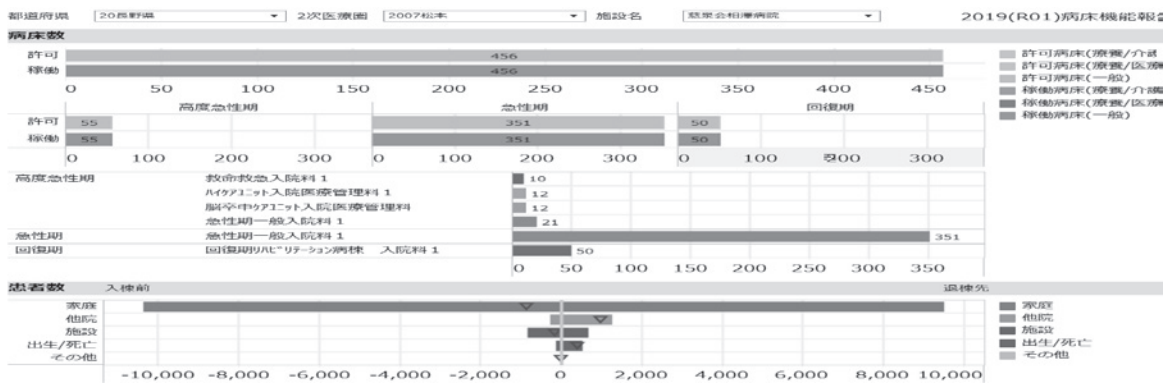 都道府県 20長野県 2次医療圏 2007松本 施設名 慈泉会相澤病院 2019(R01)病床機能報告
病床数
許可 456
稼働 456
0 50 100 150 200 250 300 350 400 450
許可病床(療養/介護
許可病床(療養/医療
許可病床(一般)
稼働病床(療養/介護
稼働病床(療養/医療
稼働病床(一般)
高度急性期 急性期 回復期
許可 55 351 50
稼働 55 351 50
0 100 200 300 0 100 200 300 0 100 200 300
高度急性期 救命救急入院料 1 10
ハイケアユニット入院医療管理料 1 12
脳卒中ケアユニット入院医療管理料 12
急性期一般入院料 1 21
急性期 急性期一般入院料 1 351
回復期 回復期リハビリテーション病棟 入院料 1 50
0 50 100 150 200 250 300 350
患者数 入棟前 退棟先
家庭
他院
施設
出生/死亡
その他
-10,000 -8,000 -6,000 -4,000 -2,000 0 2,000 4,000 6,000 8,000 10,000
家庭
他院
施設
出生/死亡
その他